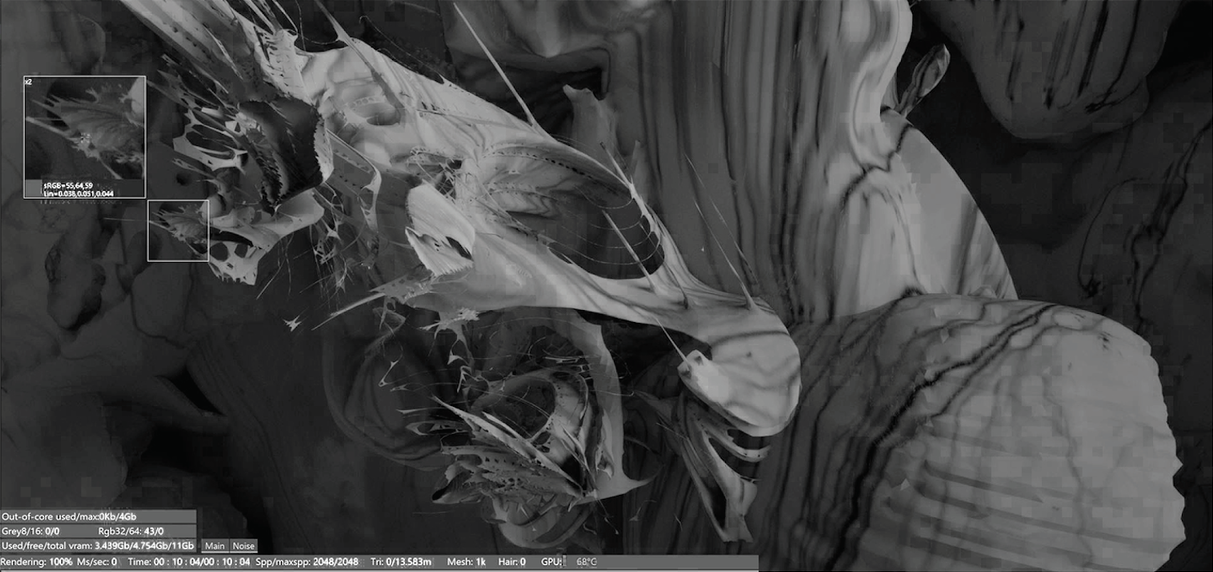 x2
sRGB=55,64,59
Lin=0.038,0.051,0.044
Out-of-core used/max:0Kb/4Gb
Grey8/16: 0/0 Rgb32/64: 43/0
Used/free/total vram: 3.439Gb/4.754Gb/11Gb Main Noise
Rendering: 100% Ms/sec: 0 Time: 00 : 10 : 04/00 : 10 : 04 Spp/maxspp: 2048/2048 Tri: 0/13.583m Mesh: 1k Hair: 0 GPU: 68°C